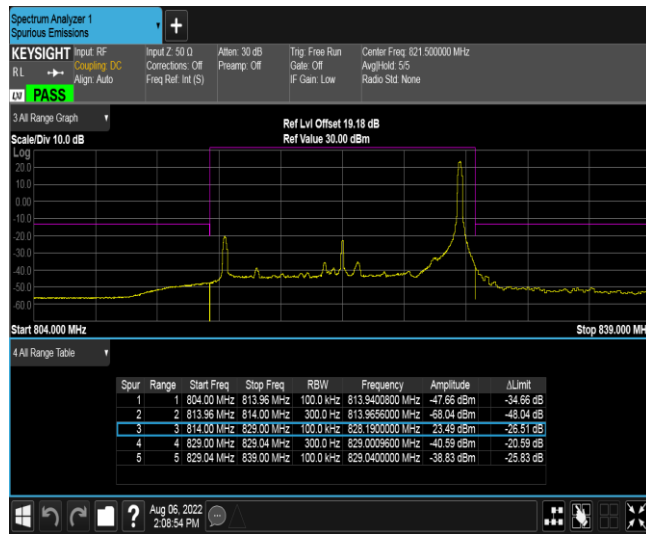 Spectrum Analyzer 1
Spurious Emissions
KEYSIGHT Input: RF Input Z: 50 Ω Atten: 30 dB Trig: Free Run Center Freq: 821.500000 MHz
RL Coupling: DC Corrections: Off Preamp: Off Gate: Off Avg|Hold: 5/5
Align: Auto Freq Ref: Int (S) IF Gain: Low Radio Std: None
LXI PASS
3 All Range Graph
Ref Lvl Offset 19.18 dB
Scale/Div 10.0 dB Ref Value 30.00 dBm
Log
20.0
10.0
0.00
-10.0
-20.0
-30.0
-40.0
-50.0
-60.0
Start 804.000 MHz Stop 839.000 MH
4 All Range Table
Spur Range Start Freq Stop Freq RBW Frequency Amplitude ΔLimit
1 1 804.00 MHz 813.96 MHz 100.0 kHz 813.9400800 MHz -47.66 dBm -34.66 dB
2 2 813.96 MHz 814.00 MHz 300.0 Hz 813.9656000 MHz -68.04 dBm -48.04 dB
3 3 814.00 MHz 829.00 MHz 100.0 kHz 828.1900000 MHz 23.49 dBm -26.51 dB
4 4 829.00 MHz 829.04 MHz 300.0 Hz 829.0009600 MHz -40.59 dBm -20.59 dB
5 5 829.04 MHz 839.00 MHz 100.0 kHz 829.0400000 MHz -38.83 dBm -25.83 dB
? Aug 06, 2022
2:08:54 PM